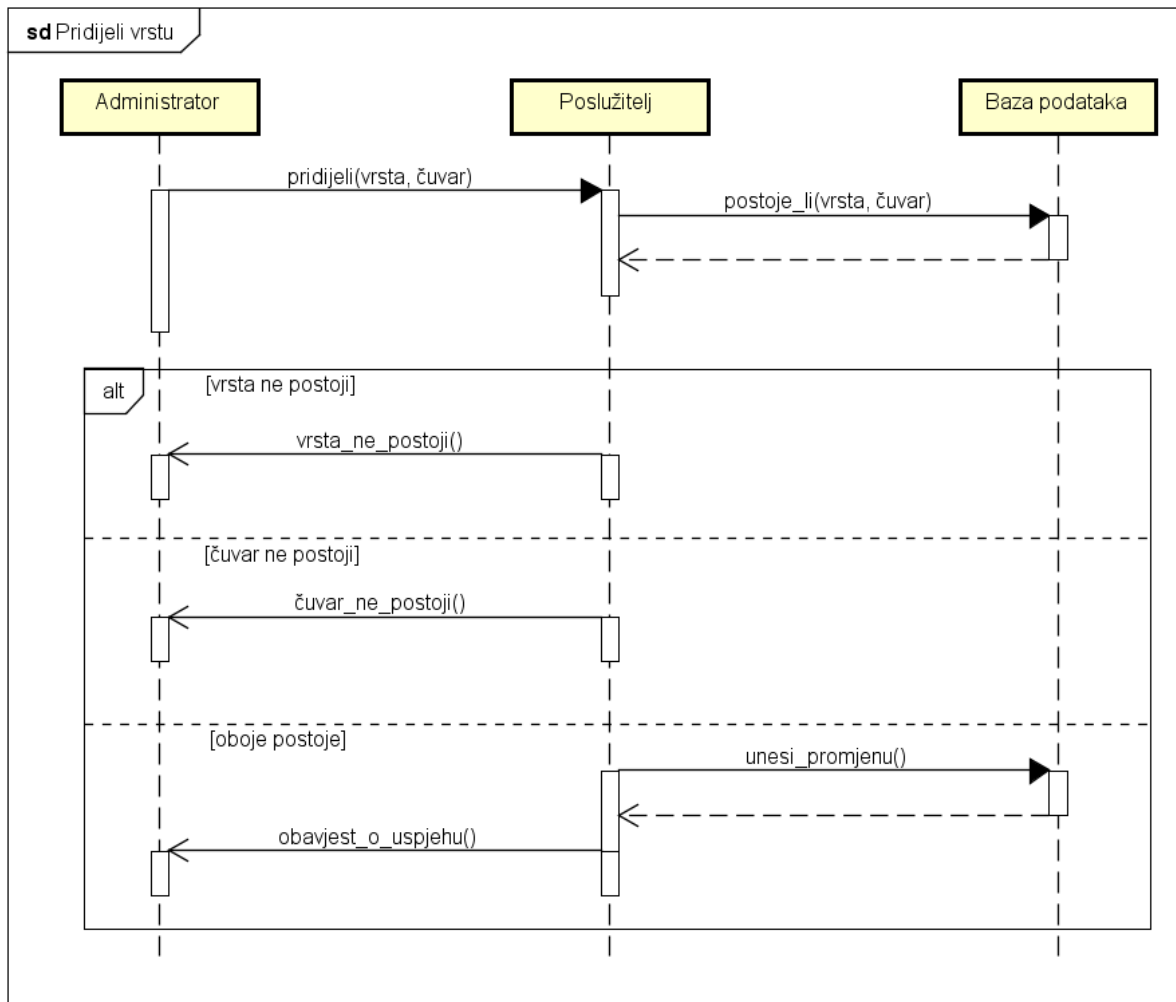 sd Pridijeli vrstu
Administrator
Poslužitelj
Baza podataka
pridijeli(vrsta, čuvar)
postoje_li(vrsta, čuvar)
alt
[vrsta ne postoji]
vrsta_ne_postoji()
[čuvar ne postoji]
čuvar_ne_postoji()
[oboje postoje]
unesi_promjenu()
obavjest_o_uspjehu()